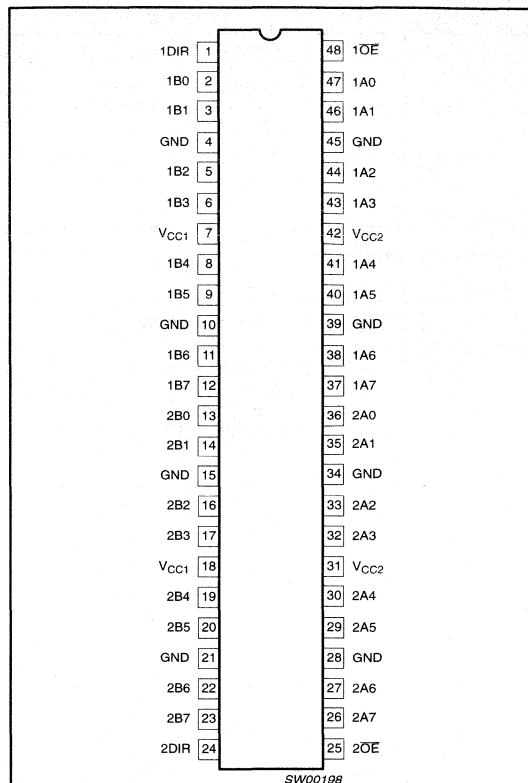 1DIR 1 48 1O̅E̅
1B0 2 47 1A0
1B1 3 46 1A1
GND 4 45 GND
1B2 5 44 1A2
1B3 6 43 1A3
VCC1 7 42 VCC2
1B4 8 41 1A4
1B5 9 40 1A5
GND 10 39 GND
1B6 11 38 1A6
1B7 12 37 1A7
2B0 13 36 2A0
2B1 14 35 2A1
GND 15 34 GND
2B2 16 33 2A2
2B3 17 32 2A3
VCC1 18 31 VCC2
2B4 19 30 2A4
2B5 20 29 2A5
GND 21 28 GND
2B6 22 27 2A6
2B7 23 26 2A7
2DIR 24 25 2O̅E̅
SW00198